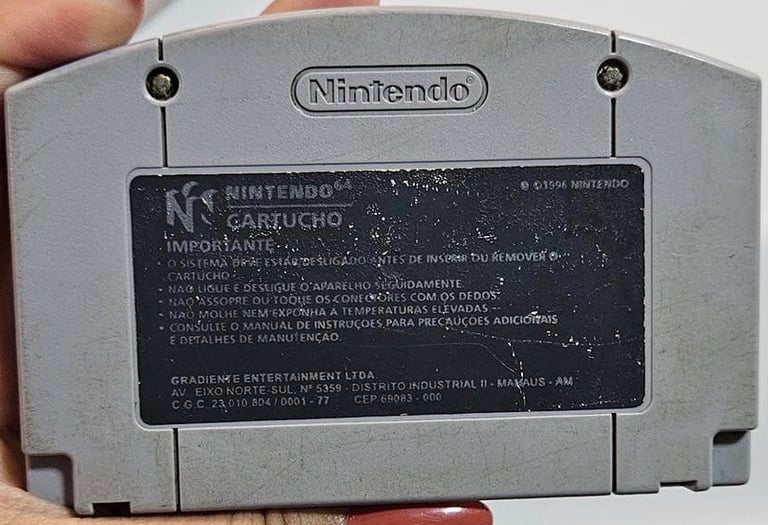 Nintendo®
NINTENDO 64
CARTUCHO
® ©1996 NINTENDO
IMPORTANTE
• O SISTEMA DEVE ESTAR DESLIGADO ANTES DE INSERIR OU REMOVER O
CARTUCHO
• NÃO LIGUE E DESLIGUE O APARELHO SEGUIDAMENTE
• NÃO ASSOPRE OU TOQUE OS CONECTORES COM OS DEDOS
• NÃO MOLHE NEM EXPONHA A TEMPERATURAS ELEVADAS
• CONSULTE O MANUAL DE INSTRUÇÕES PARA PRECAUÇÕES ADICIONAIS
E DETALHES DE MANUTENÇÃO.
GRADIENTE ENTERTAINMENT LTDA
AV. EIXO NORTE-SUL, Nº 5359 - DISTRITO INDUSTRIAL II - MANAUS - AM
C.G.C. 23.010.804 / 0001 - 77 CEP 69083 - 000